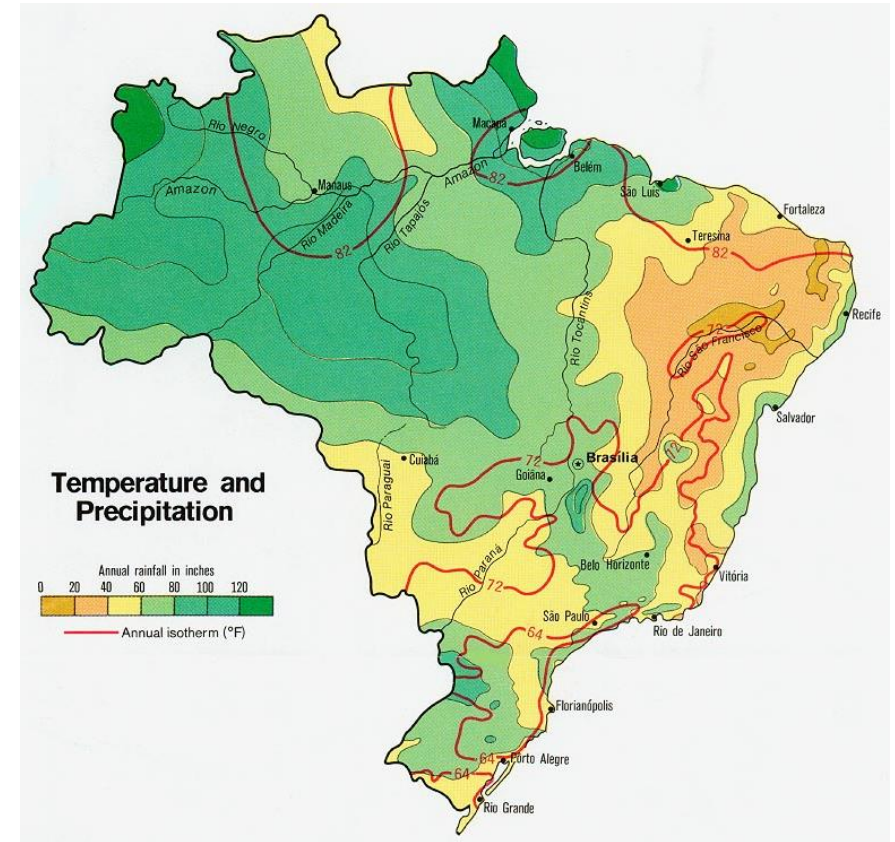 Rio Negro
Macapá
Belém
Amazon
82
Amazon
Manaus
São Luís
Rio Madeira
Rio Tapajós
Fortaleza
Teresina
82
82
Rio Tocantins
Recife
72
Rio São Francisco
Salvador
72
Cuiabá
72
Brasília
Goiâna
Temperature and
Precipitation
Rio Paraguai
Annual rainfall in inches
0 20 40 60 80 100 120
Annual isotherm (°F)
Belo Horizonte
Vitória
Rio Paraná
72
São Paulo
Rio de Janeiro
64
Florianópolis
64
Porto Alegre
64
Rio Grande